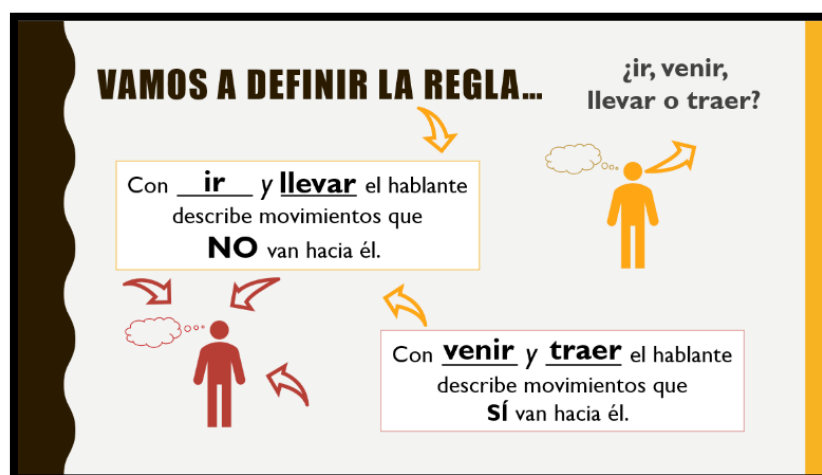 VAMOS A DEFINIR LA REGLA...
¿ir, venir,
llevar o traer?
Con ir y llevar el hablante
describe movimientos que
NO van hacia él.
Con venir y traer el hablante
describe movimientos que
SÍ van hacia él.